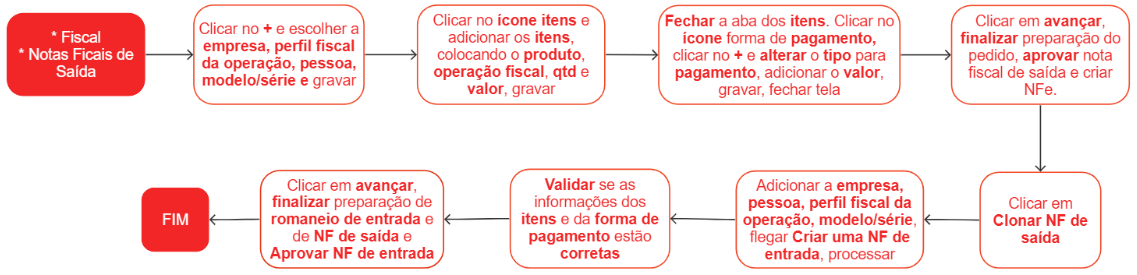 * Fiscal
* Notas Ficais de
Saída
Clicar no + e escolher a
empresa, perfil fiscal
da operação, pessoa,
modelo/série e gravar
Clicar no ícone itens e
adicionar os itens,
colocando o produto,
operação fiscal, qtd e
valor, gravar
Fechar a aba dos itens. Clicar no
ícone forma de pagamento,
clicar no + e alterar o tipo para
pagamento, adicionar o valor,
gravar, fechar tela
Clicar em avançar,
finalizar preparação do
pedido, aprovar nota
fiscal de saída e criar
NFe.
Clicar em
Clonar NF de
saída
Adicionar a empresa,
pessoa, perfil fiscal da
operação, modelo/série,
flegar Criar uma NF de
entrada, processar
Validar se as
informações dos
itens e da forma de
pagamento estão
corretas
Clicar em avançar,
finalizar preparação de
romaneio de entrada e
de NF de saída e
Aprovar NF de entrada
FIM